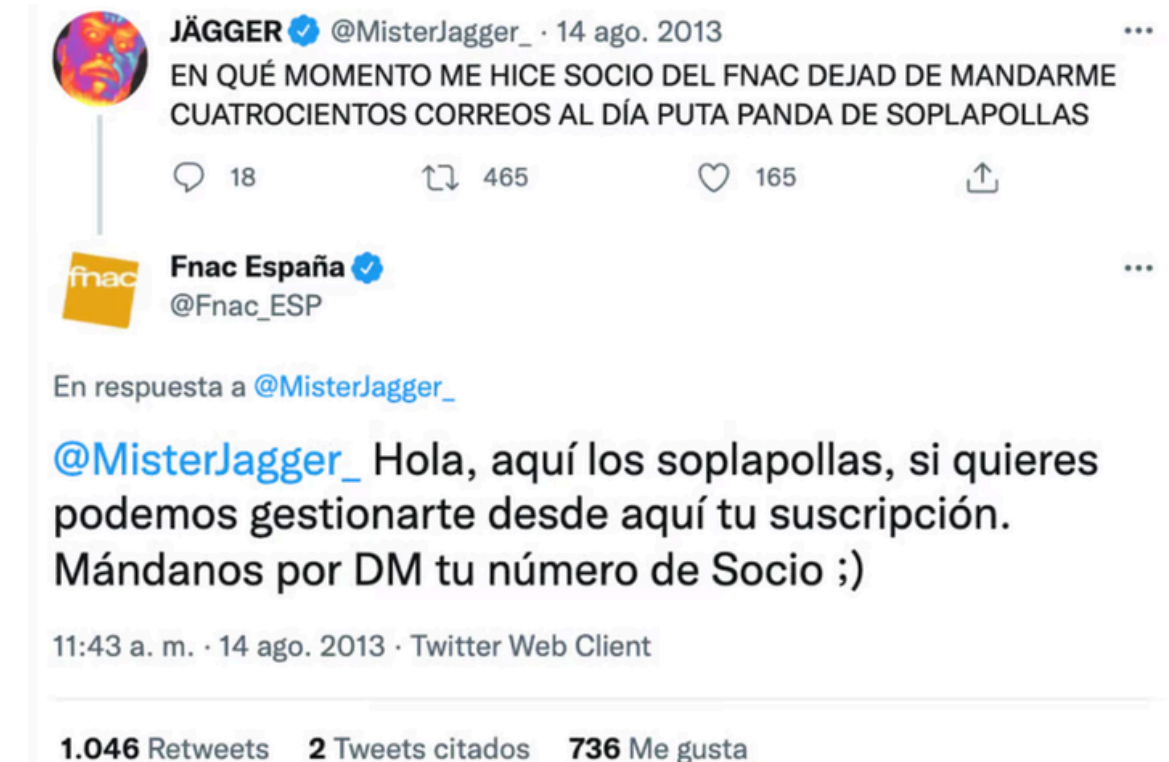 JÄGGER @MisterJagger_ · 14 ago. 2013
EN QUÉ MOMENTO ME HICE SOCIO DEL FNAC DEJAD DE MANDARME
CUATROCIENTOS CORREOS AL DÍA PUTA PANDA DE SOPLAPOLLAS
18 465 165
fnac
Fnac España
@Fnac_ESP
En respuesta a @MisterJagger_
@MisterJagger_ Hola, aquí los soplapollas, si quieres
podemos gestionarte desde aquí tu suscripción.
Mándanos por DM tu número de Socio ;)
11:43 a. m. · 14 ago. 2013 · Twitter Web Client
1.046 Retweets 2 Tweets citados 736 Me gusta